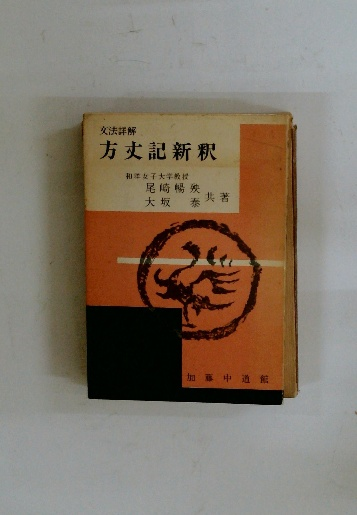 文法詳解
方丈記新釈
和洋女子大学教授
尾崎暢殃
大坂泰 共著
加藤中道館